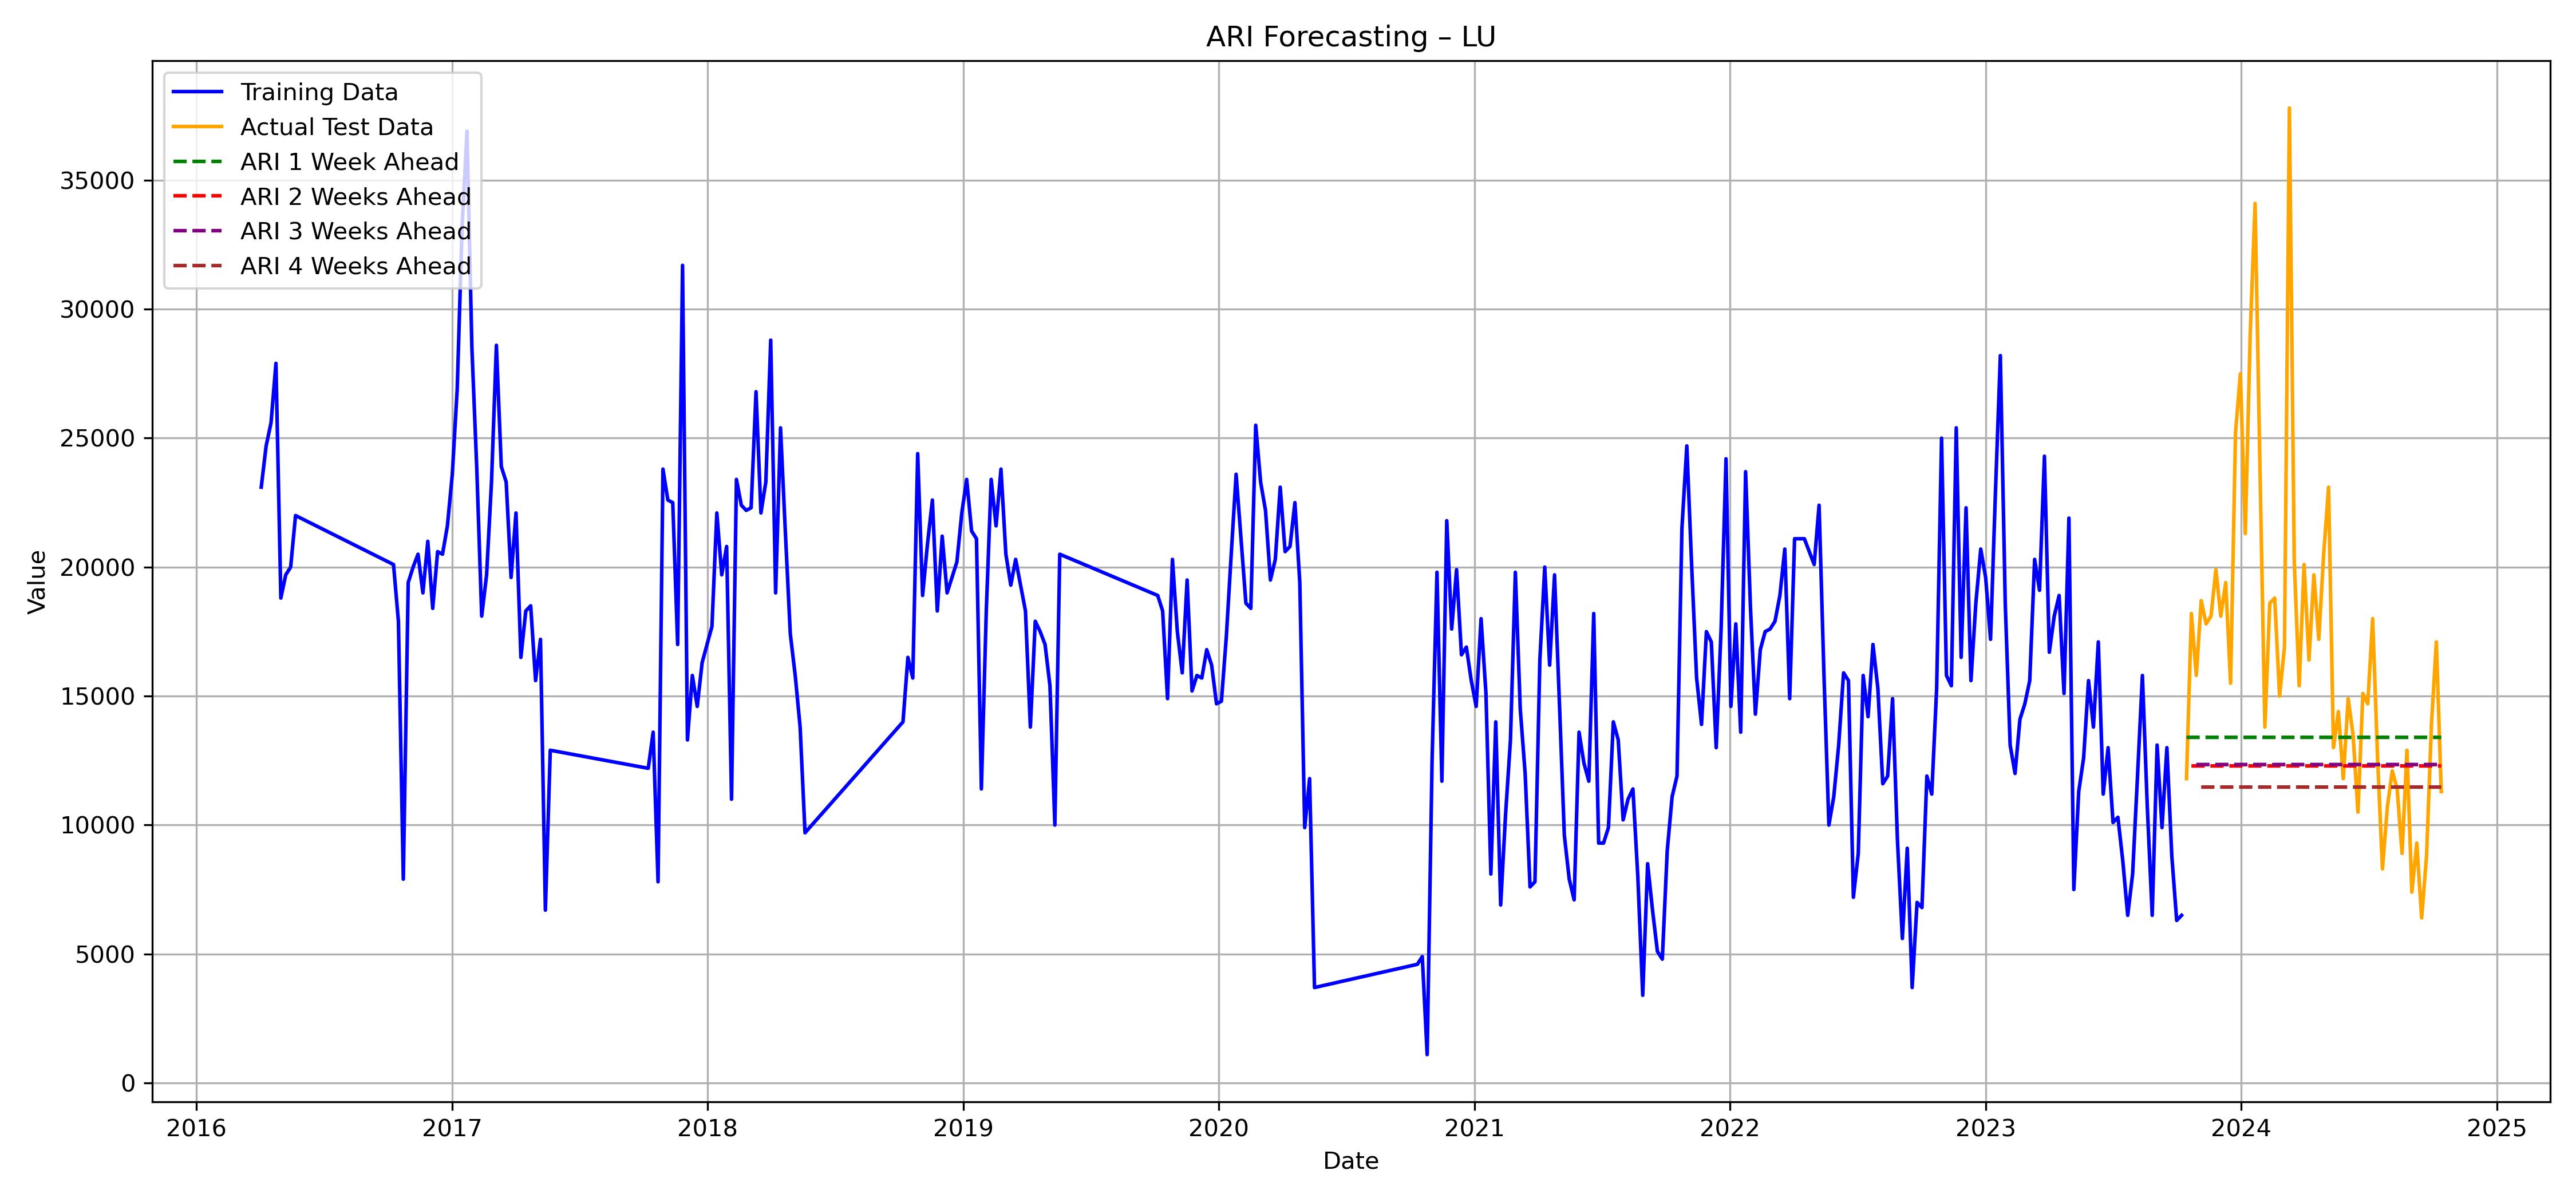 ARI Forecasting – LU
Training Data
Actual Test Data
ARI 1 Week Ahead
ARI 2 Weeks Ahead
ARI 3 Weeks Ahead
ARI 4 Weeks Ahead
35000
30000
25000
20000
15000
10000
5000
0
Value
2016 2017 2018 2019 2020 2021 2022 2023 2024 2025
Date